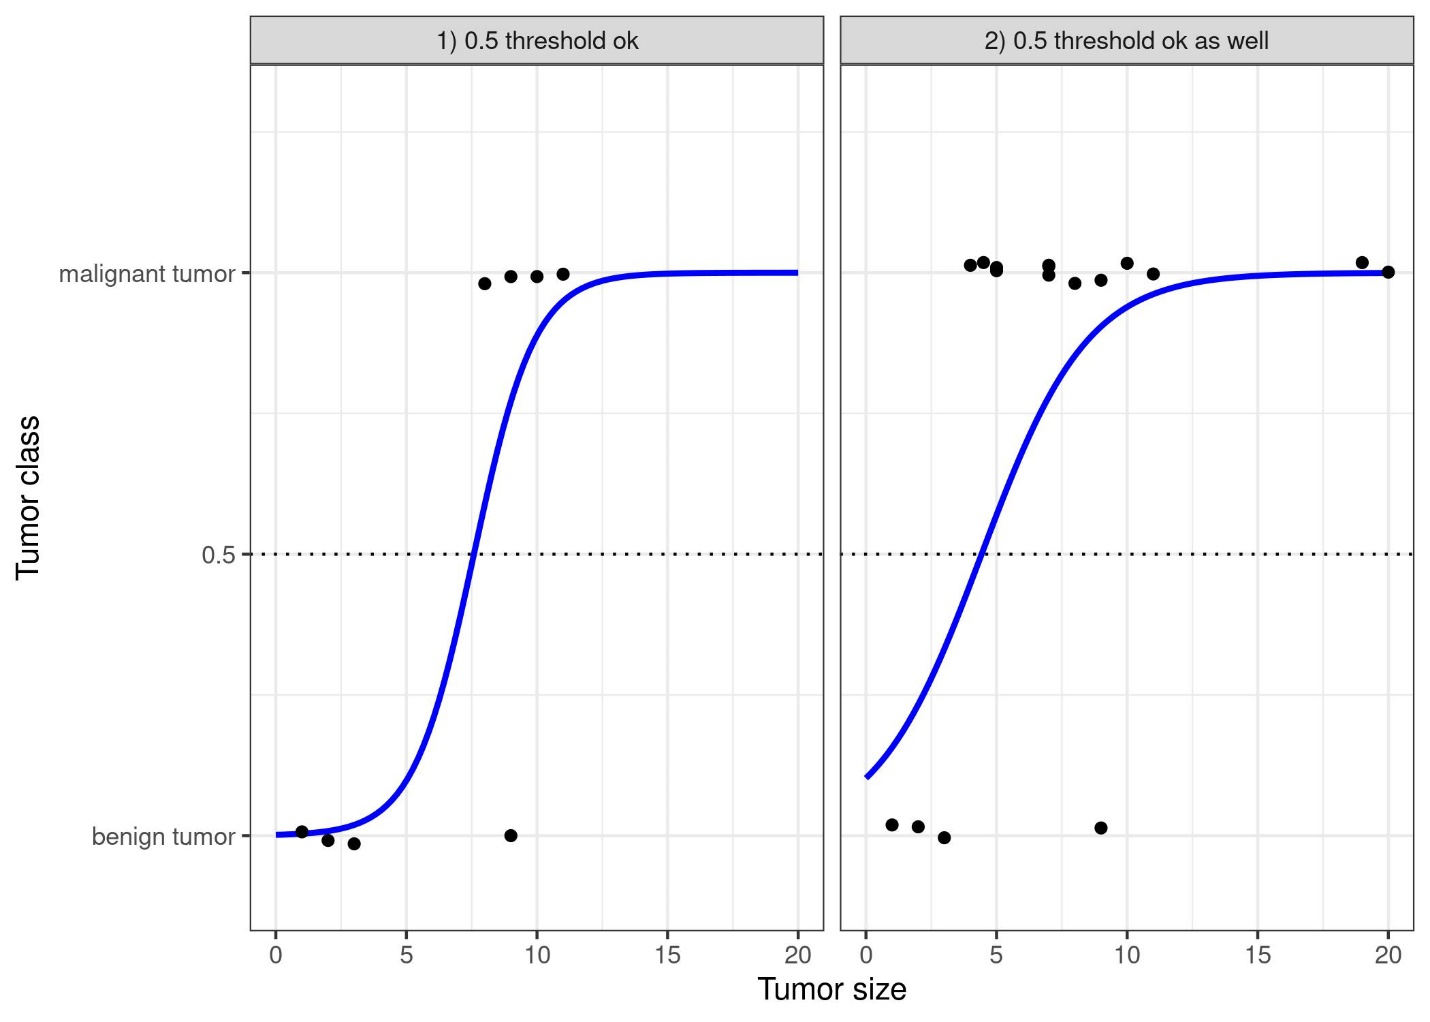 1) 0.5 threshold ok
2) 0.5 threshold ok as well
Tumor class
malignant tumor
0.5
benign tumor
0 5 10 15 20
0 5 10 15 20
Tumor size